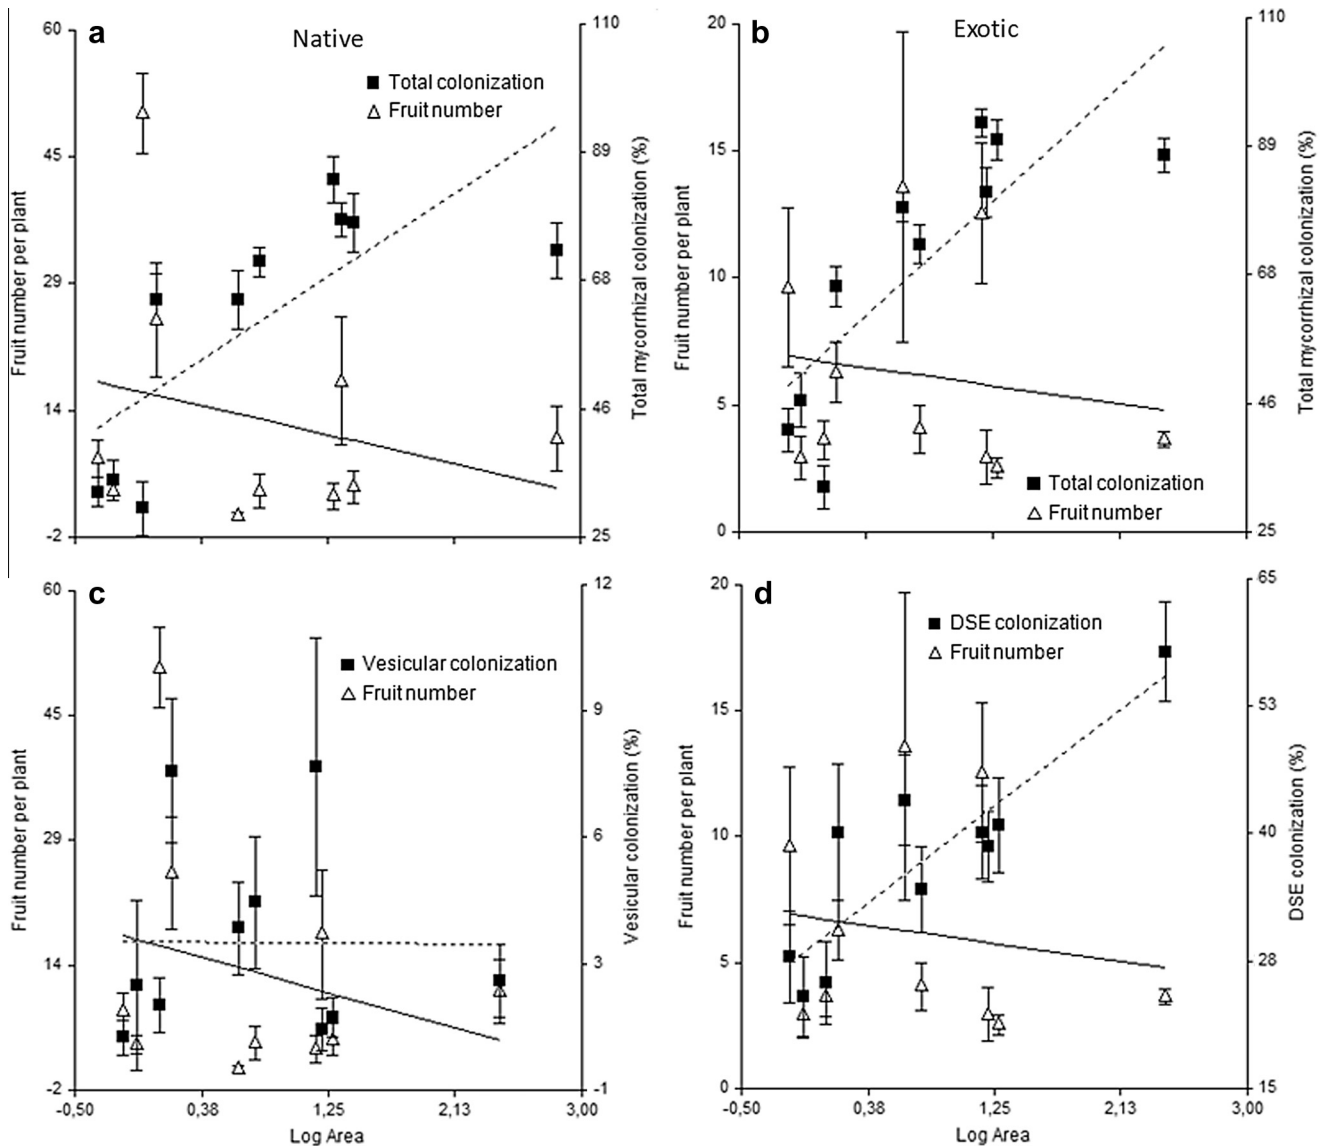 a
Native
Total colonization
Fruit number
60
45
29
14
-2
Fruit number per plant
110
89
68
46
25
Total mycorrhizal colonization (%)
b
Exotic
20
15
10
5
0
Fruit number per plant
Total colonization
Fruit number
110
89
68
46
25
Total mycorrhizal colonization (%)
c
Vesicular colonization
Fruit number
60
45
29
14
-2
Fruit number per plant
12
9
6
3
-1
Vesicular colonization (%)
-0,50 0,38 1,25 2,13 3,00
Log Area
d
DSE colonization
Fruit number
20
15
10
5
0
Fruit number per plant
65
53
40
28
15
DSE colonization (%)
-0,50 0,38 1,25 2,13 3,00
Log Area